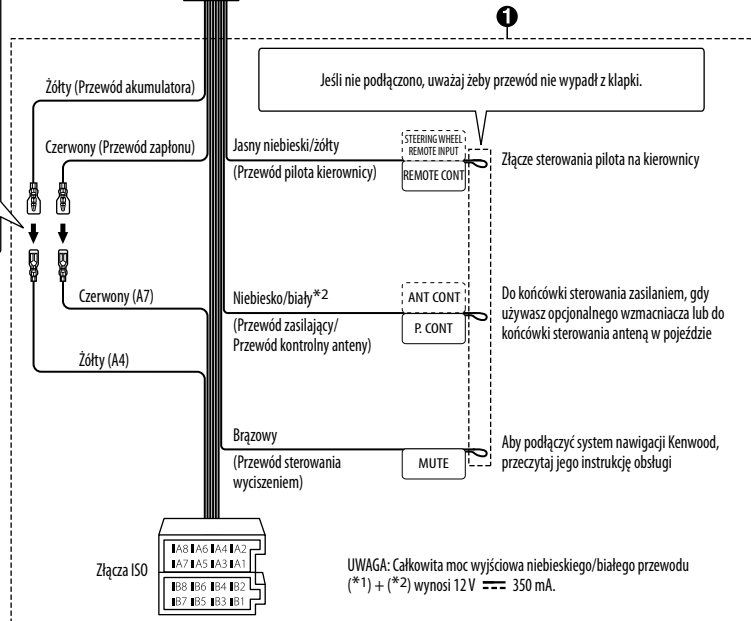 ❶
Jeśli nie podłączono, uważaj żeby przewód nie wypadł z klapki.
Żółty (Przewód akumulatora)
Czerwony (Przewód zapłonu)
Jasny niebieski/żółty
(Przewód pilota kierownicy)
STEERING WHEEL
REMOTE INPUT
REMOTE CONT
Złącze sterowania pilota na kierownicy
Czerwony (A7)
Żółty (A4)
Niebiesko/biały*2
(Przewód zasilający/
Przewód kontrolny anteny)
ANT CONT
P. CONT
Do końcówki sterowania zasilaniem, gdy
używasz opcjonalnego wzmacniacza lub do
końcówki sterowania anteną w pojeździe
Brązowy
(Przewód sterowania
wyciszeniem)
MUTE
Aby podłączyć system nawigacji Kenwood,
przeczytaj jego instrukcję obsługi
Złącza ISO
A8 A6 A4 A2
A7 A5 A3 A1
B8 B6 B4 B2
B7 B5 B3 B1
UWAGA: Całkowita moc wyjściowa niebieskiego/białego przewodu
(*1) + (*2) wynosi 12 V ⎓ 350 mA.